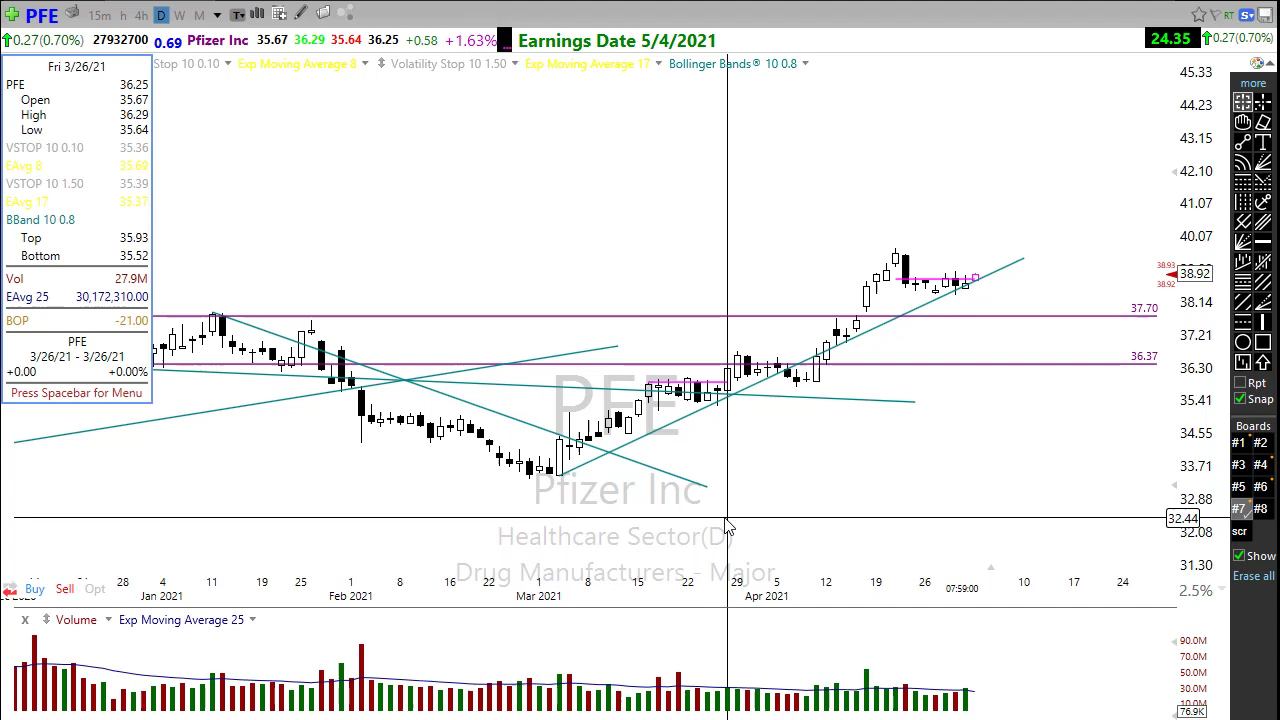 PFE 15m h 4h D W M T RT S
0.27(0.70%) 27932700 0.69 Pfizer Inc 35.67 36.29 35.64 36.25 +0.58 +1.63% Earnings Date 5/4/2021 24.35 0.27(0.70%)
Stop 10 0.10 Exp Moving Average 8 Volatility Stop 10 1.50 Exp Moving Average 17 Bollinger Bands® 10 0.8
Fri 3/26/21
PFE 36.25
Open 35.67
High 36.29
Low 35.64
VSTOP 10 0.10 35.36
EAvg 8 35.69
VSTOP 10 1.50 35.39
EAvg 17 35.37
BBand 10 0.8
Top 35.93
Bottom 35.52
Vol 27.9M
EAvg 25 30,172,310.00
BOP -21.00
PFE
3/26/21 - 3/26/21
+0.00 +0.00%
Press Spacebar for Menu
45.33
44.23
43.15
42.10
41.07
40.07
38.93
38.92
38.92
38.14
37.70
37.21
36.37
36.30
35.41
34.55
33.71
32.88
32.44
32.08
31.30
2.5%
PFE
Pfizer Inc
Healthcare Sector(D)
Drug Manufacturers - Major
28 4 11 19 25 1 8 16 22 1 8 15 22 29 5 12 19 26 10 17 24
Jan 2021 Feb 2021 Mar 2021 Apr 2021 07:59:00
Buy Sell Opt
x Volume Exp Moving Average 25
90.0M
70.0M
50.0M
30.0M
10.0M
76.9K
more
T
Rpt
Snap
Boards
#1 #2
#3 #4
#5 #6
#7 #8
scr
Show
Erase all